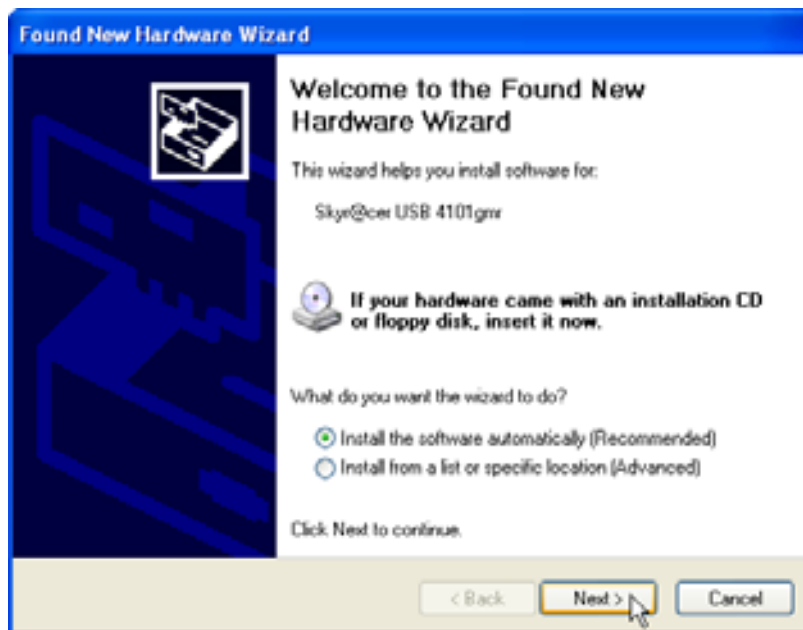 Found New Hardware Wizard
Welcome to the Found New
Hardware Wizard
This wizard helps you install software for:
Skyr@cer USB 4101gmr
If your hardware came with an installation CD
or floppy disk, insert it now.
What do you want the wizard to do?
Install the software automatically (Recommended)
Install from a list or specific location (Advanced)
Click Next to continue.
< Back Next > Cancel